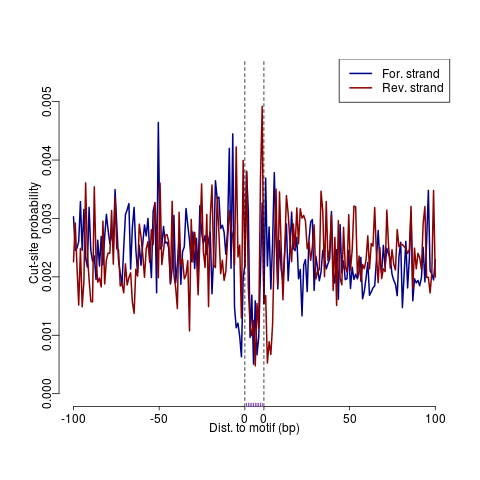 For. strand
Rev. strand
Cut-site probability
0.005
0.004
0.003
0.002
0.001
0.000
-100 -50 0 0 50 100
Dist. to motif (bp)